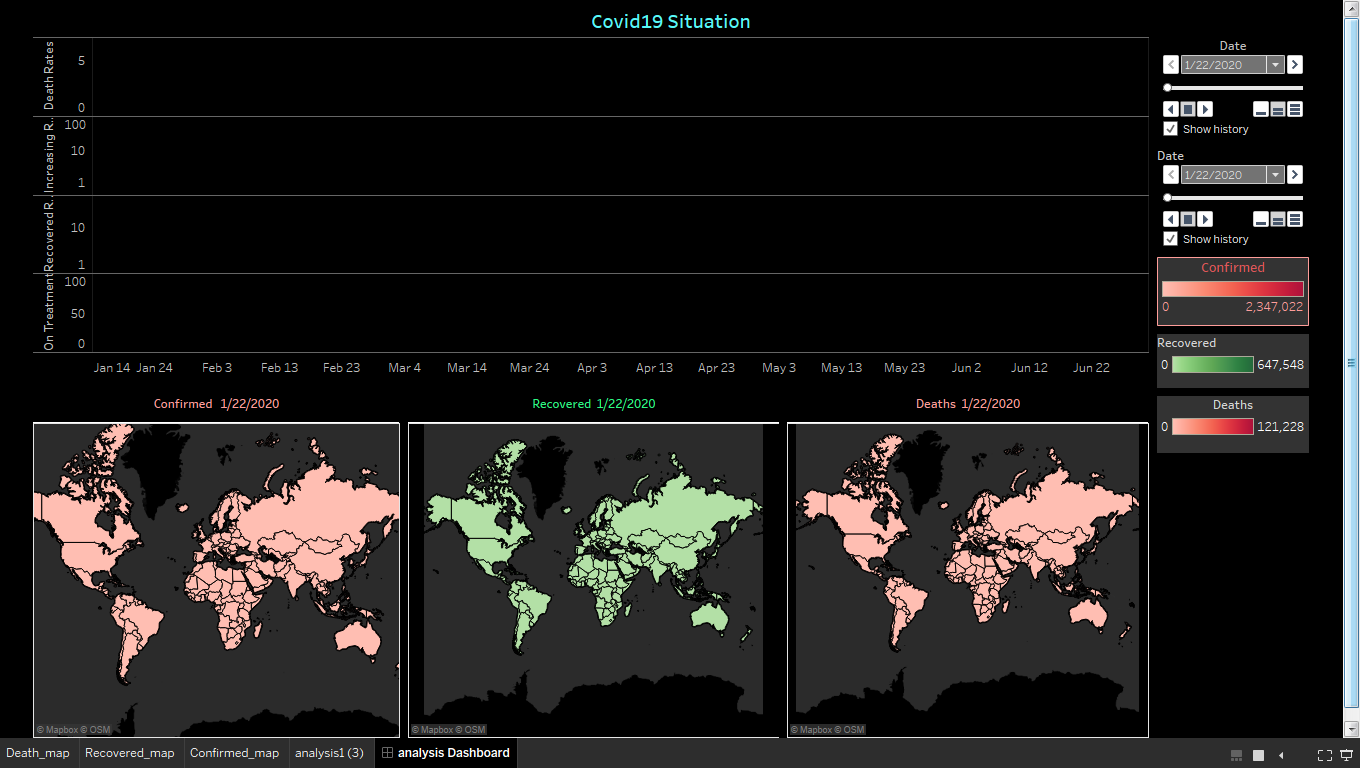 Covid19 Situation
Death Rates
5
0
Increasing R..
100
10
1
Recovered R..
10
1
On Treatment
100
50
0
Jan 14 Jan 24 Feb 3 Feb 13 Feb 23 Mar 4 Mar 14 Mar 24 Apr 3 Apr 13 Apr 23 May 3 May 13 May 23 Jun 2 Jun 12 Jun 22
Date
1/22/2020
Show history
Date
1/22/2020
Show history
Confirmed
0 2,347,022
Recovered
0 647,548
Deaths
0 121,228
Confirmed 1/22/2020
Recovered 1/22/2020
Deaths 1/22/2020
© Mapbox © OSM
© Mapbox © OSM
© Mapbox © OSM
Death_map Recovered_map Confirmed_map analysis1 (3) analysis Dashboard